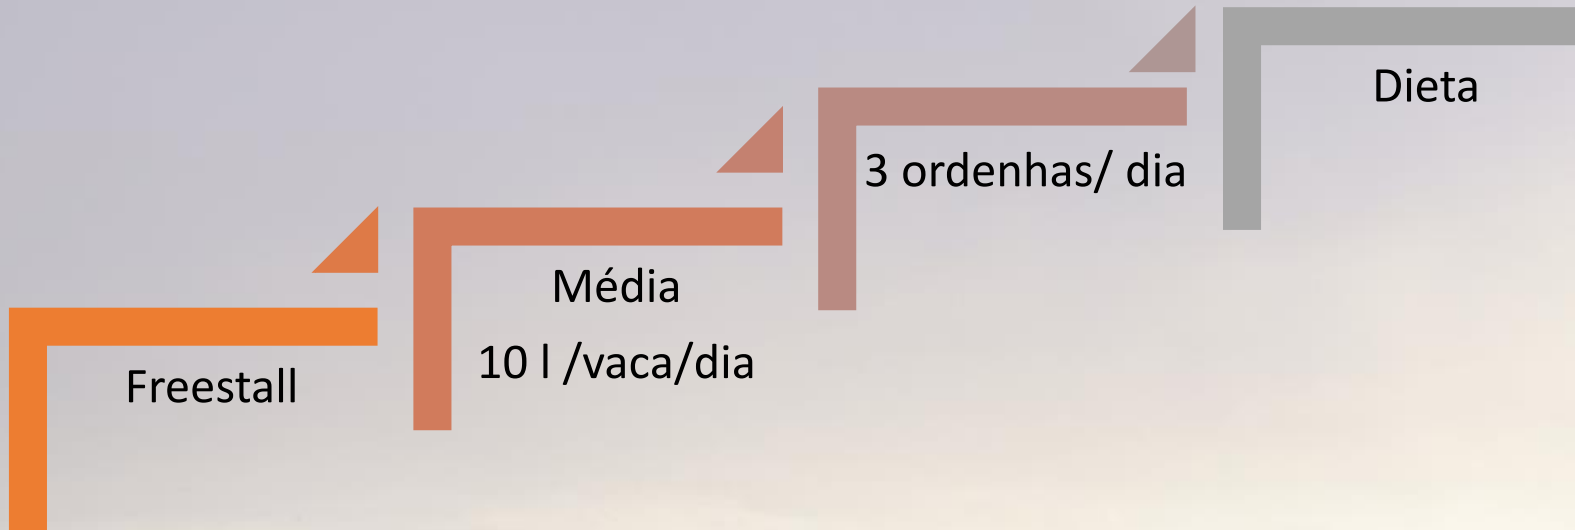 Freestall
Média
10 l /vaca/dia
3 ordenhas/ dia
Dieta